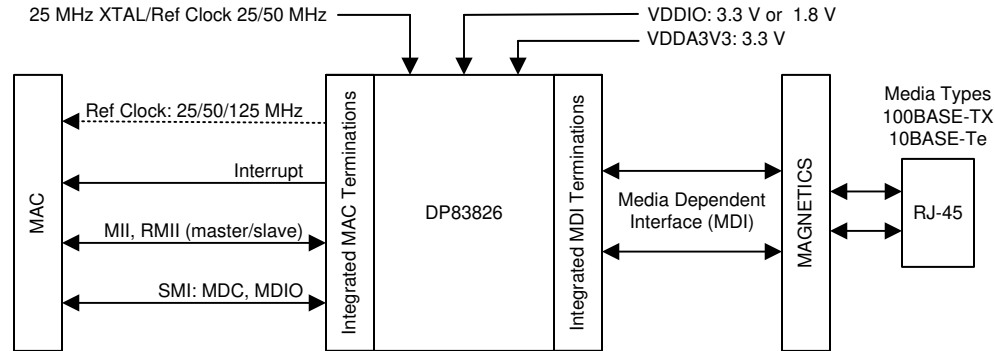 25 MHz XTAL/Ref Clock 25/50 MHz
VDDIO: 3.3 V or 1.8 V
VDDA3V3: 3.3 V
MAC
Ref Clock: 25/50/125 MHz
Interrupt
MII, RMII (master/slave)
SMI: MDC, MDIO
Integrated MAC Terminations
DP83826
Integrated MDI Terminations
Media Dependent
Interface (MDI)
MAGNETICS
Media Types
100BASE-TX
10BASE-Te
RJ-45